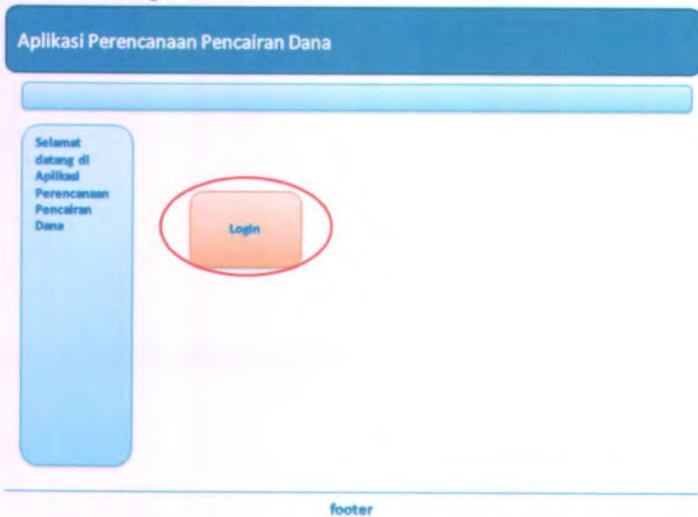 Aplikasi Perencanaan Pencairan Dana
Selamat
datang di
Aplikasi
Perencanaan
Pencairan
Dana
Login
footer